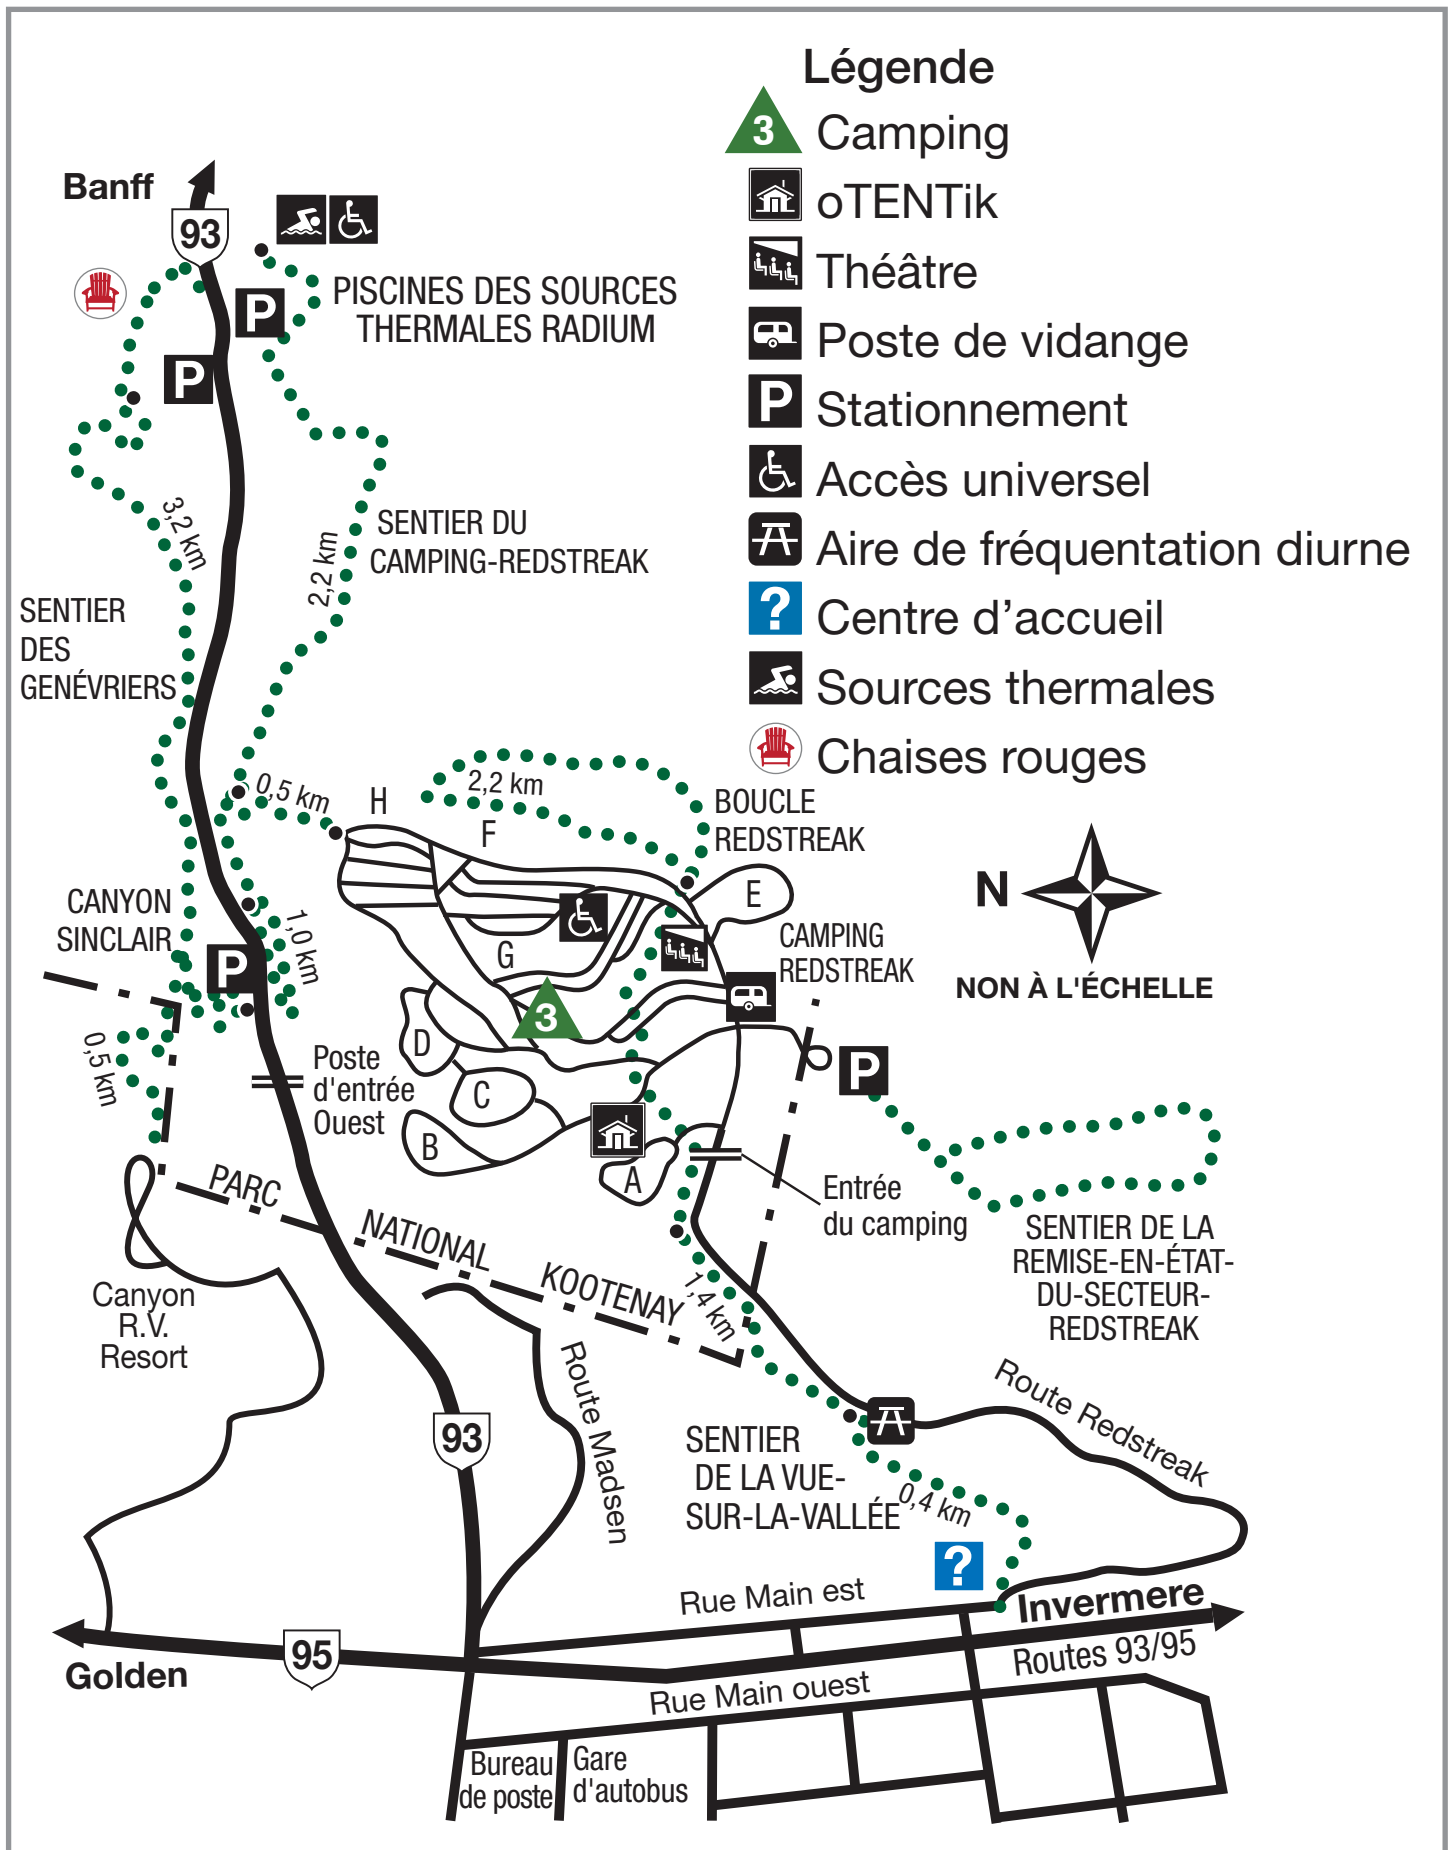 Légende
3 Camping
oTENTik
Théâtre
Poste de vidange
P Stationnement
Accès universel
Aire de fréquentation diurne
? Centre d'accueil
Sources thermales
Chaises rouges
Banff
93
P
PISCINES DES SOURCES
THERMALES RADIUM
P
3,2 km
SENTIER DU
CAMPING-REDSTREAK
2,2 km
SENTIER
DES
GENÉVRIERS
0,5 km
H
2,2 km
F
BOUCLE
REDSTREAK
E
CANYON
SINCLAIR
1,0 km
P
G
CAMPING
REDSTREAK
N
NON À L'ÉCHELLE
3
D
0,5 km
Poste
d'entrée
Ouest
C
B
A
P
Entrée
du camping
SENTIER DE LA
REMISE-EN-ÉTAT-
DU-SECTEUR-
REDSTREAK
PARC
NATIONAL
KOOTENAY
1,4 km
Canyon
R.V.
Resort
Route Madsen
93
Route Redstreak
SENTIER
DE LA VUE-
SUR-LA-VALLÉE
0,4 km
?
Rue Main est
Invermere
Routes 93/95
Golden
95
Rue Main ouest
Bureau
de poste
Gare
d'autobus